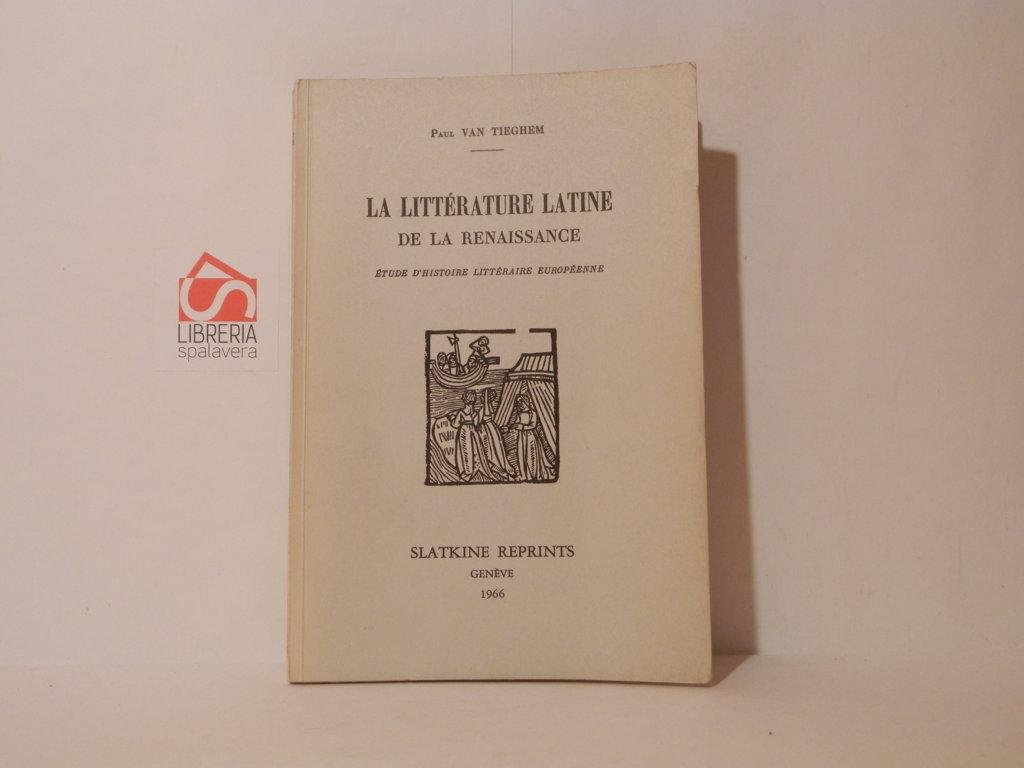 Paul VAN TIEGHEM
LA LITTÉRATURE LATINE
DE LA RENAISSANCE
ÉTUDE D'HISTOIRE LITTÉRAIRE EUROPÉENNE
SLATKINE REPRINTS
GENÈVE
1966
LIBRERIA
spalavera